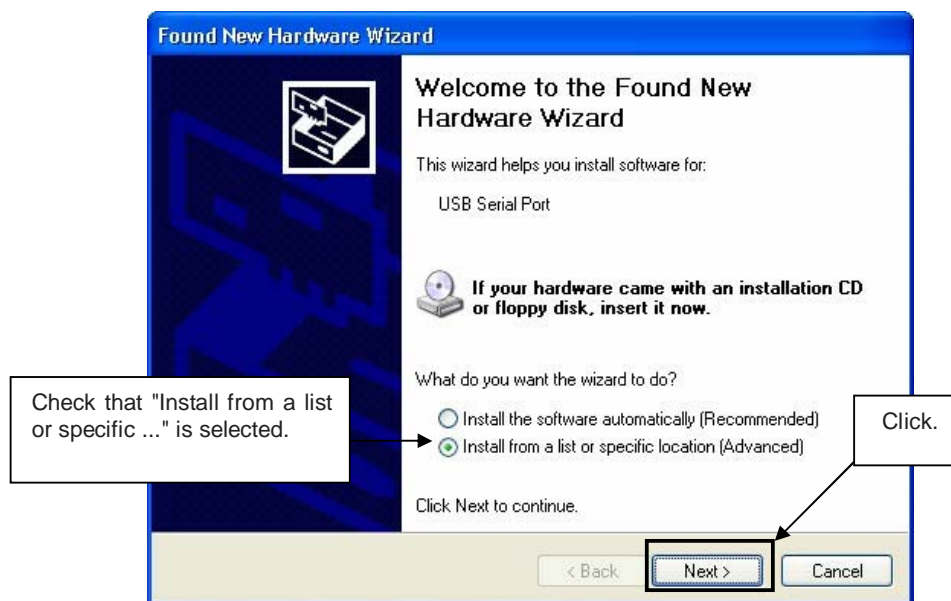 Found New Hardware Wizard
Welcome to the Found New
Hardware Wizard
This wizard helps you install software for:
USB Serial Port
If your hardware came with an installation CD
or floppy disk, insert it now.
What do you want the wizard to do?
Check that "Install from a list
or specific ..." is selected.
Install the software automatically (Recommended)
Install from a list or specific location (Advanced)
Click.
Click Next to continue.
< Back
Next >
Cancel